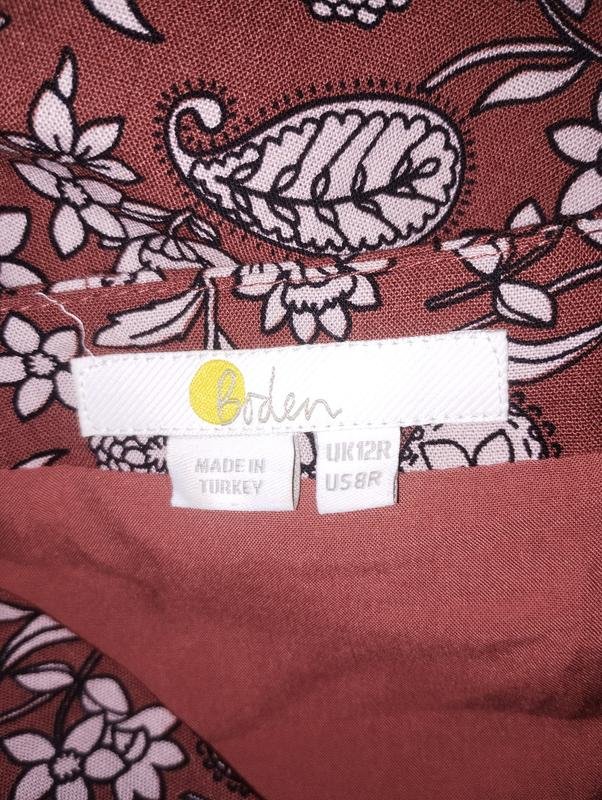 Boden
MADE IN
TURKEY
UK12R
US8R